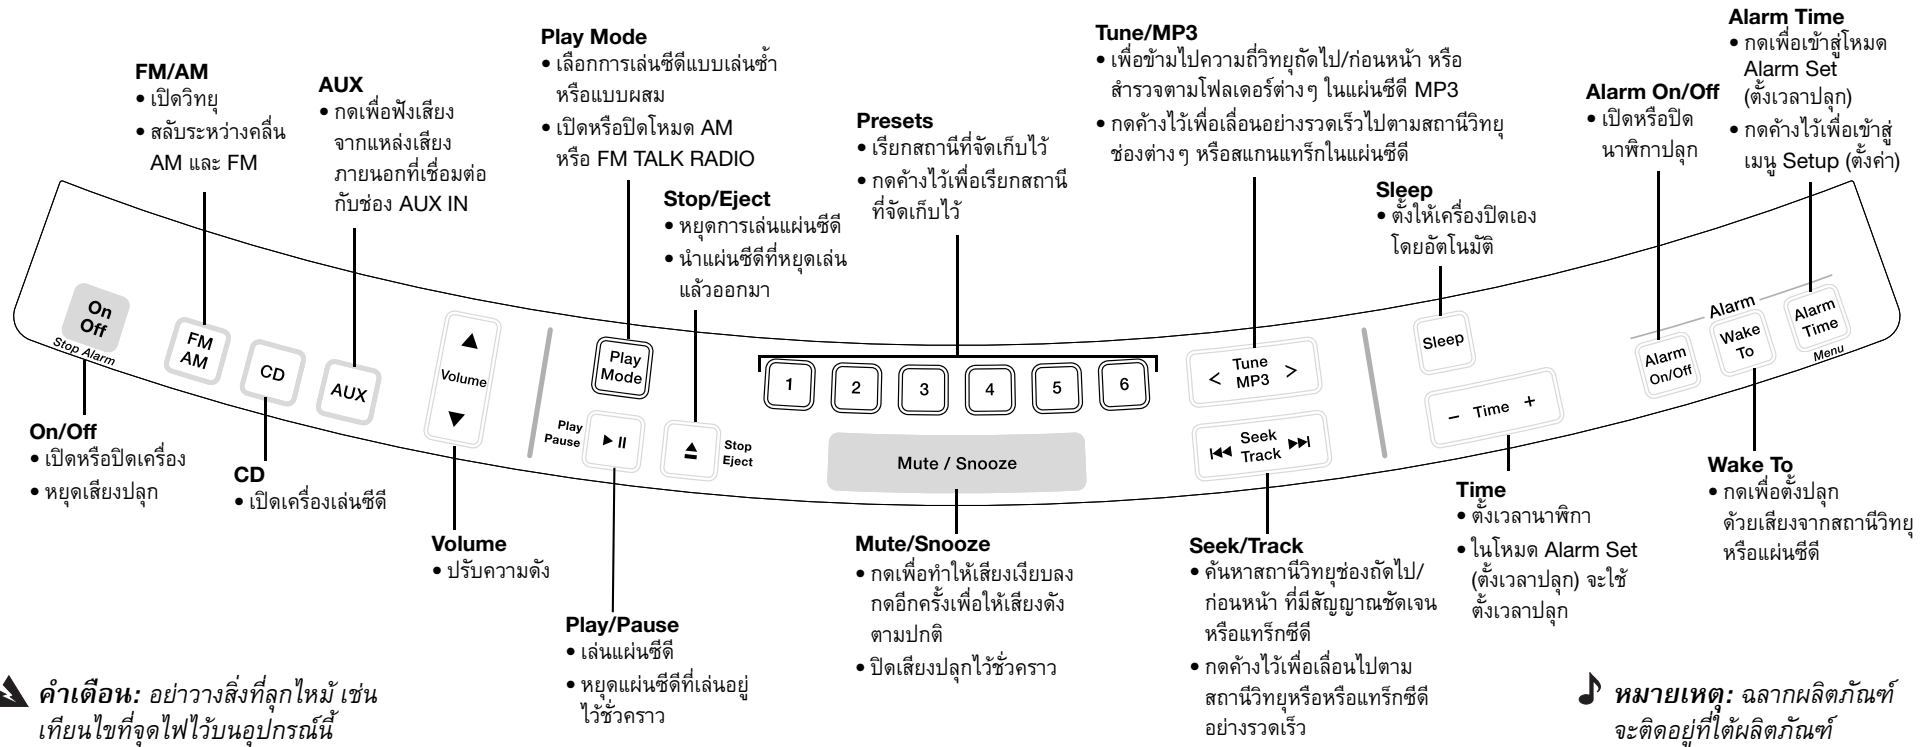 FM/AM
• เปิดวิทยุ
• สลับระหว่างคลื่น
AM และ FM
AUX
• กดเพื่อฟังเสียง
จากแหล่งเสียง
ภายนอกที่เชื่อมต่อ
กับช่อง AUX IN
Play Mode
• เลือกการเล่นซีดีแบบเล่นซ้ำ
หรือแบบผสม
• เปิดหรือปิดโหมด AM
หรือ FM TALK RADIO
Stop/Eject
• หยุดการเล่นแผ่นซีดี
• นำแผ่นซีดีที่หยุดเล่น
แล้วออกมา
Presets
• เรียกสถานีที่จัดเก็บไว้
• กดค้างไว้เพื่อเรียกสถานี
ที่จัดเก็บไว้
Tune/MP3
• เพื่อข้ามไปความถี่วิทยุถัดไป/ก่อนหน้า หรือ
สำรวจตามโฟลเดอร์ต่างๆ ในแผ่นซีดี MP3
• กดค้างไว้เพื่อเลื่อนอย่างรวดเร็วไปตามสถานีวิทยุ
ช่องต่างๆ หรือสแกนแทร็กในแผ่นซีดี
Sleep
• ตั้งให้เครื่องปิดเอง
โดยอัตโนมัติ
Alarm On/Off
• เปิดหรือปิด
นาฬิกาปลุก
Alarm Time
• กดเพื่อเข้าสู่โหมด
Alarm Set
(ตั้งเวลาปลุก)
• กดค้างไว้เพื่อเข้าสู่
เมนู Setup (ตั้งค่า)
On
Off
Stop Alarm
FM
AM
CD
AUX
Volume
Play
Mode
Play
Pause
Stop
Eject
1
2
3
4
5
6
Mute / Snooze
< Tune >
MP3
Seek
Track
Sleep
– Time +
Alarm
Alarm
On/Off
Wake
To
Alarm
Time
Menu
On/Off
• เปิดหรือปิดเครื่อง
• หยุดเสียงปลุก
CD
• เปิดเครื่องเล่นซีดี
Volume
• ปรับความดัง
Play/Pause
• เล่นแผ่นซีดี
• หยุดแผ่นซีดีที่เล่นอยู่
ไว้ชั่วคราว
Mute/Snooze
• กดเพื่อทำให้เสียงเงียบลง
กดอีกครั้งเพื่อให้เสียงดัง
ตามปกติ
• ปิดเสียงปลุกไว้ชั่วคราว
Seek/Track
• ค้นหาสถานีวิทยุช่องถัดไป/
ก่อนหน้า ที่มีสัญญาณชัดเจน
หรือแทร็กซีดี
• กดค้างไว้เพื่อเลื่อนไปตาม
สถานีวิทยุหรือหรือแทร็กซีดี
อย่างรวดเร็ว
Time
• ตั้งเวลานาฬิกา
• ในโหมด Alarm Set
(ตั้งเวลาปลุก) จะใช้
ตั้งเวลาปลุก
Wake To
• กดเพื่อตั้งปลุก
ด้วยเสียงจากสถานีวิทยุ
หรือแผ่นซีดี
คำเตือน: อย่าวางสิ่งที่ลุกไหม้ เช่น
เทียนไขที่จุดไฟไว้บนอุปกรณ์นี้
หมายเหตุ: ฉลากผลิตภัณฑ์
จะติดอยู่ที่ใต้ผลิตภัณฑ์